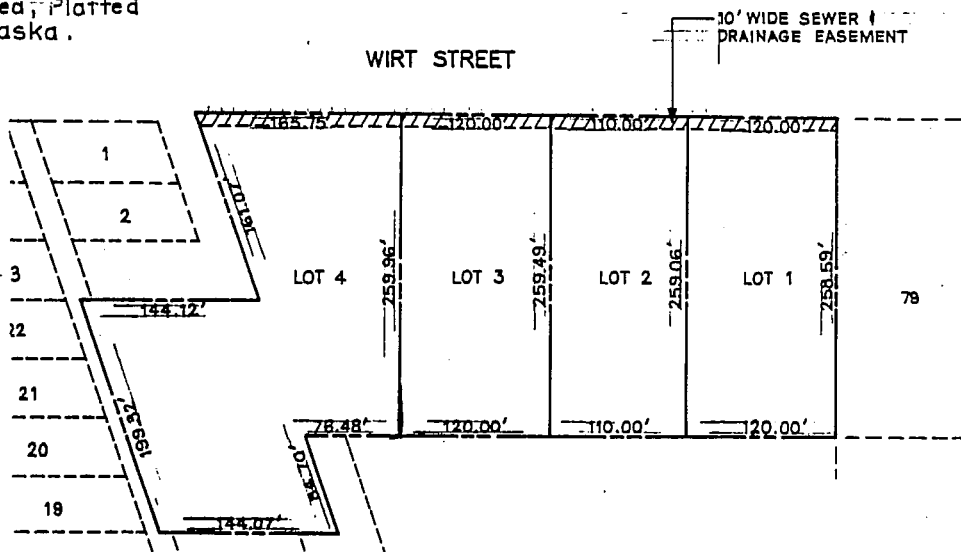 Platted
aska.
10' WIDE SEWER &
DRAINAGE EASEMENT
WIRT STREET
165.75' 120.00' 110.00' 120.00'
1
2
3
22
21
20
19
161.07'
144.12'
199.32'
LOT 4
259.96'
LOT 3
259.49'
LOT 2
259.06'
LOT 1
258.59'
79
76.48' 120.00' 110.00' 120.00'
144.07'